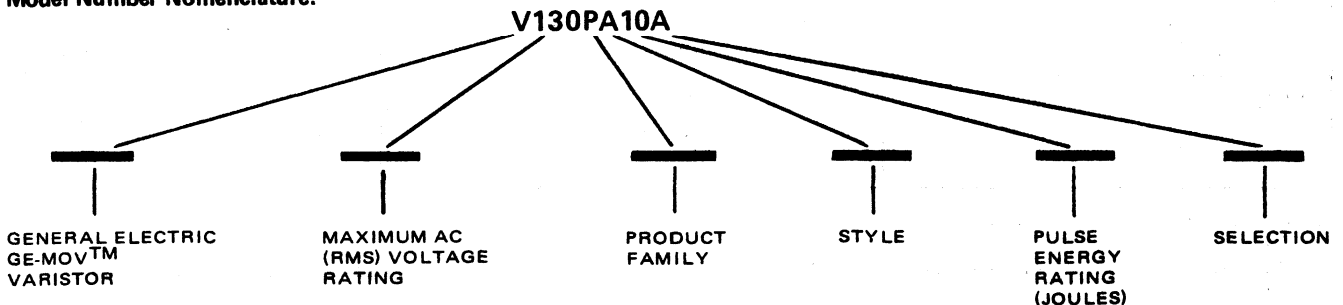 Model Number Nomenclature:
V130PA10A
GENERAL ELECTRIC
GE-MOV™
VARISTOR
MAXIMUM AC
(RMS) VOLTAGE
RATING
PRODUCT
FAMILY
STYLE
PULSE
ENERGY
RATING
(JOULES)
SELECTION